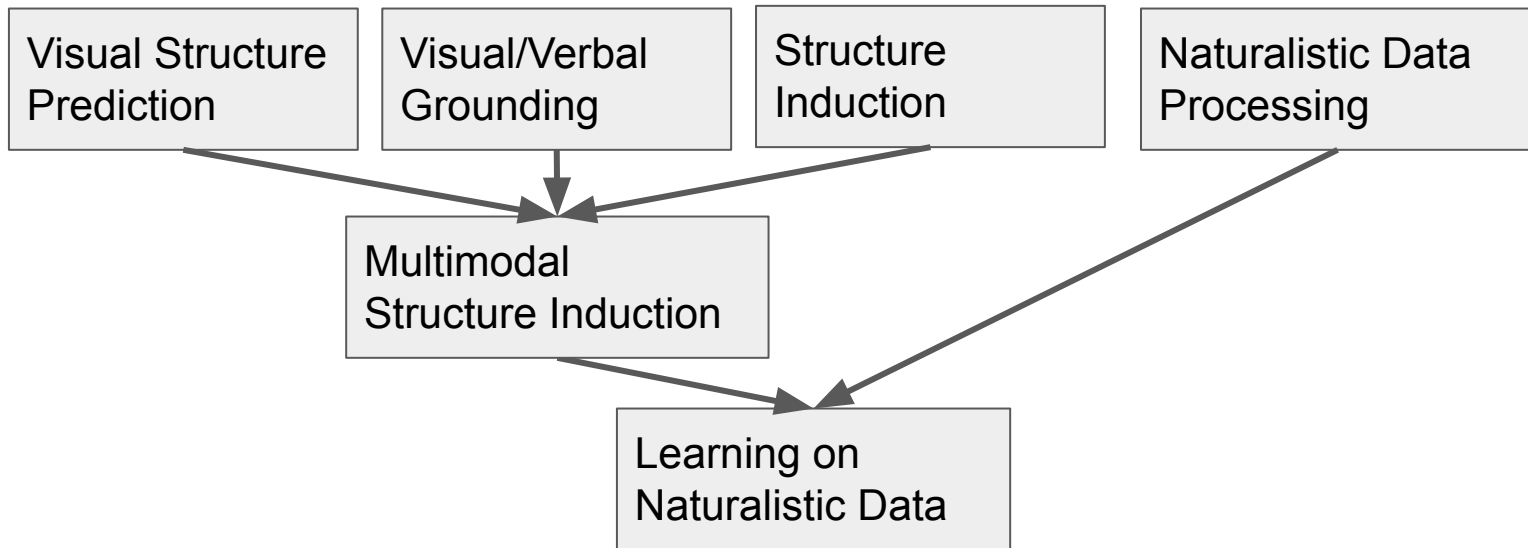 Visual Structure
Prediction
Visual/Verbal
Grounding
Structure
Induction
Naturalistic Data
Processing
Multimodal
Structure Induction
Learning on
Naturalistic Data